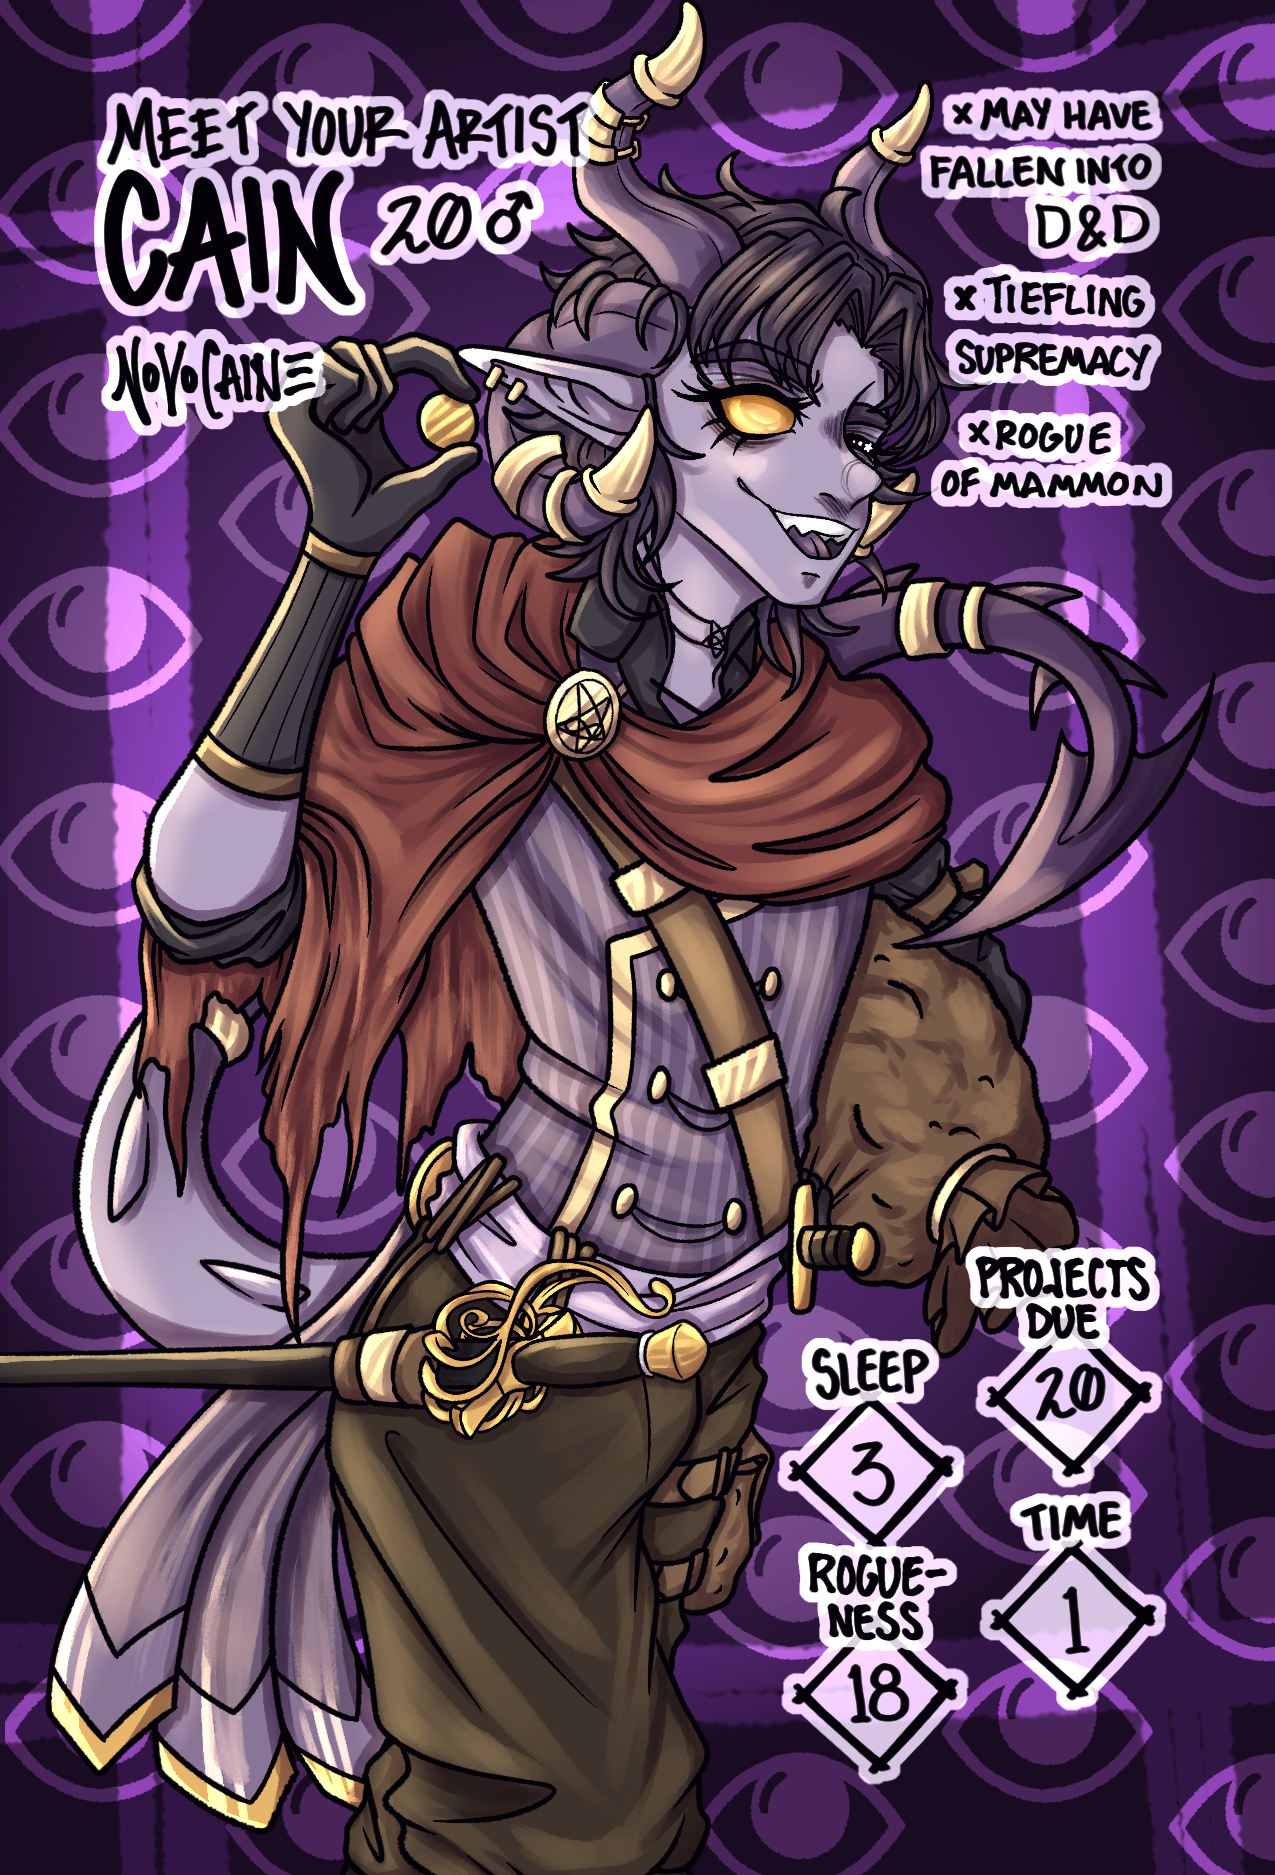 MEET YOUR ARTIST
CAIN 20 ♂
NOVOCAINE
x MAY HAVE
FALLEN INTO
D&D
x TIEFLING
SUPREMACY
x ROGUE
OF MAMMON
PROJECTS
DUE
20
SLEEP
3
TIME
1
ROGUE-
NESS
18